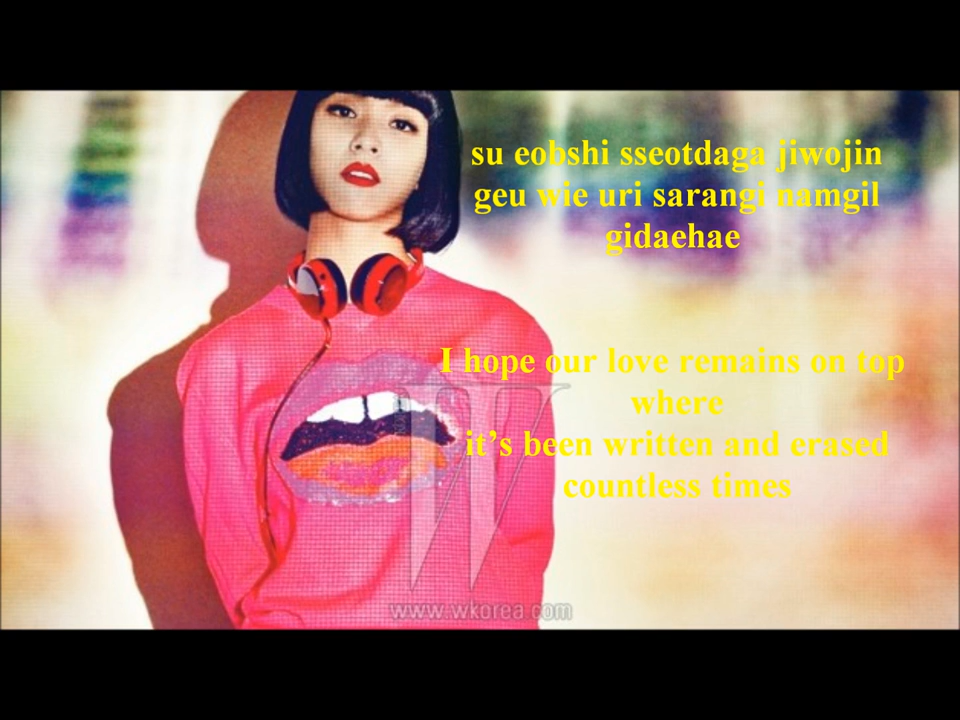 su eobshi sseotdaga jiwojin
geu wie uri sarangi namgil
gidaehae
I hope our love remains on top
where
it’s been written and erased
countless times
W
www.wkorea.com